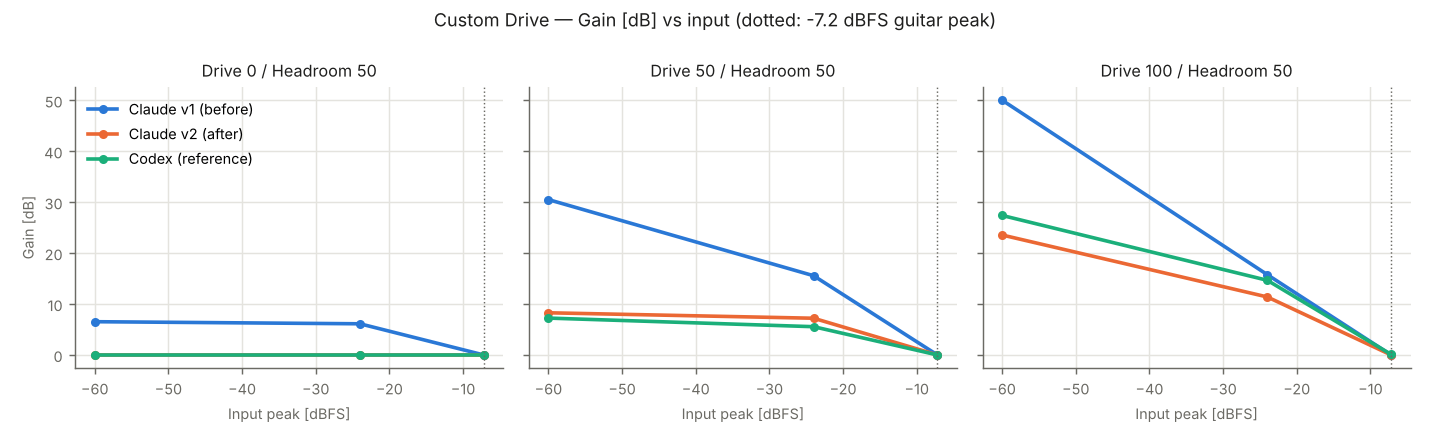 Custom Drive — Gain [dB] vs input (dotted: -7.2 dBFS guitar peak)
Drive 0 / Headroom 50
Drive 50 / Headroom 50
Drive 100 / Headroom 50
Claude v1 (before)
Claude v2 (after)
Codex (reference)
Gain [dB]
50
40
30
20
10
0
−60 −50 −40 −30 −20 −10
−60 −50 −40 −30 −20 −10
−60 −50 −40 −30 −20 −10
Input peak [dBFS]
Input peak [dBFS]
Input peak [dBFS]